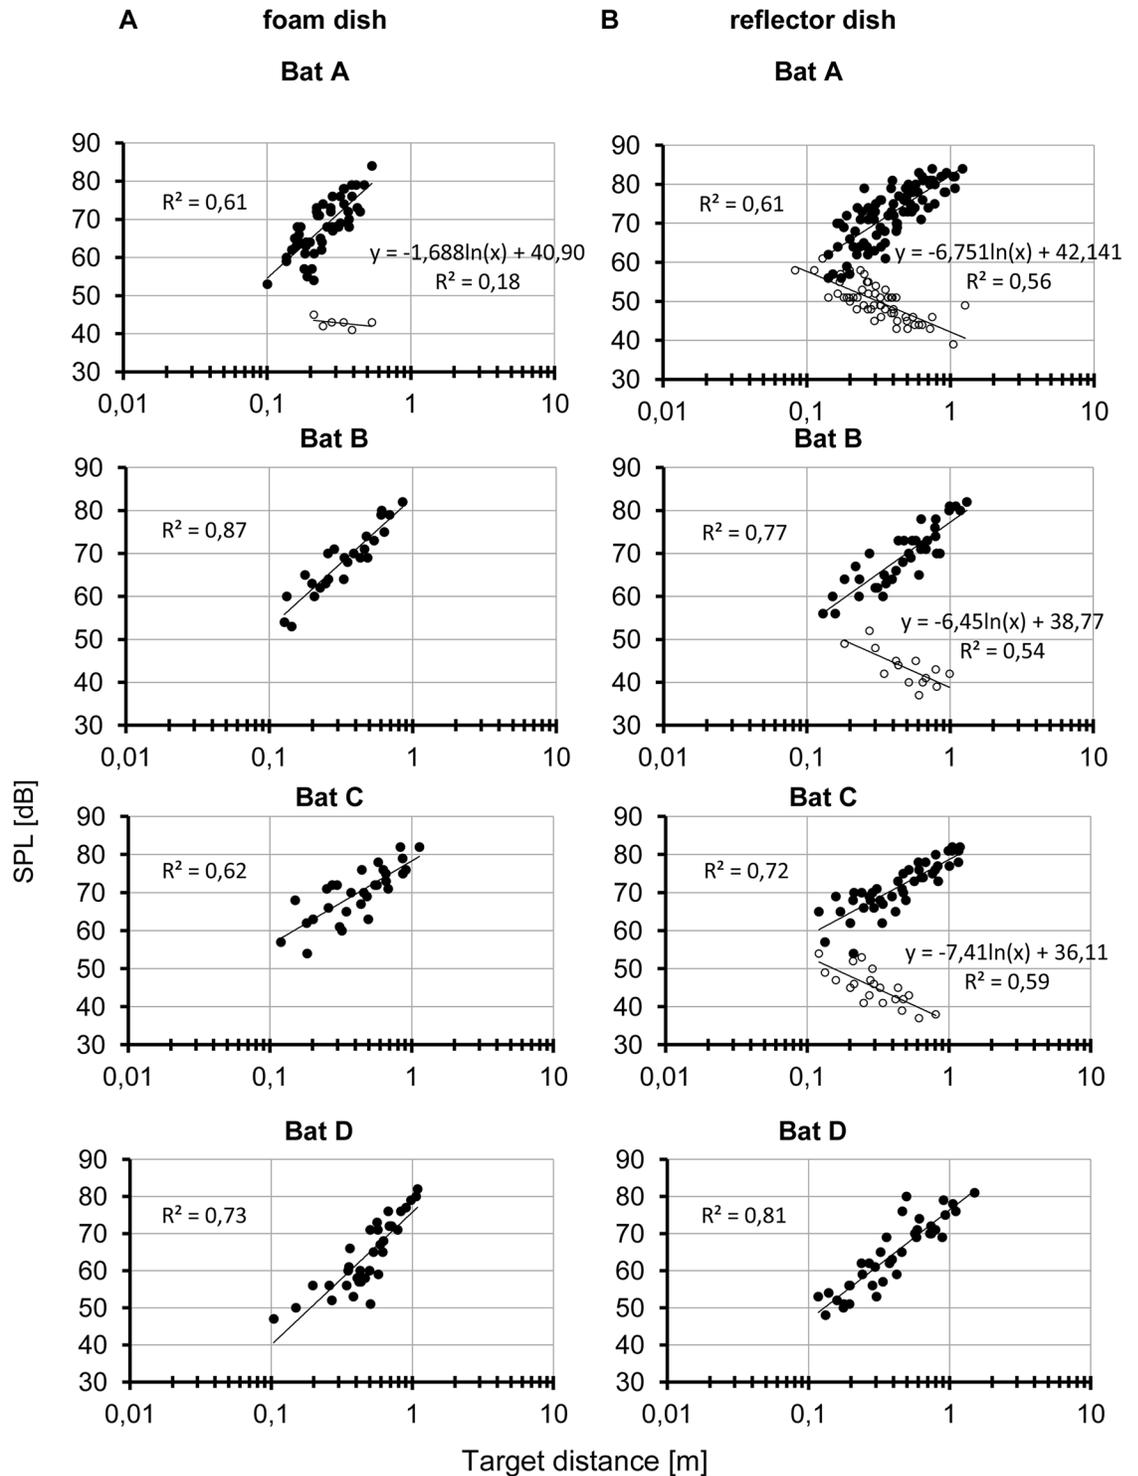 A foam dish B reflector dish
Bat A Bat A
90 90
80 80
R² = 0,61 R² = 0,61
70 70
y = -1,688ln(x) + 40,90 y = -6,751ln(x) + 42,141
60 60
R² = 0,18 R² = 0,56
50 50
40 40
30 30
0,01 0,1 1 10 0,01 0,1 1 10
Bat B Bat B
90 90
80 80
R² = 0,87 R² = 0,77
70 70
60 60
y = -6,45ln(x) + 38,77
50 50
R² = 0,54
40 40
30 30
0,01 0,1 1 10 0,01 0,1 1 10
SPL [dB]
Bat C Bat C
90 90
80 80
R² = 0,62 R² = 0,72
70 70
60 60
y = -7,41ln(x) + 36,11
50 50
R² = 0,59
40 40
30 30
0,01 0,1 1 10 0,01 0,1 1 10
Bat D Bat D
90 90
80 80
R² = 0,73 R² = 0,81
70 70
60 60
50 50
40 40
30 30
0,01 0,1 1 10 0,01 0,1 1 10
Target distance [m]